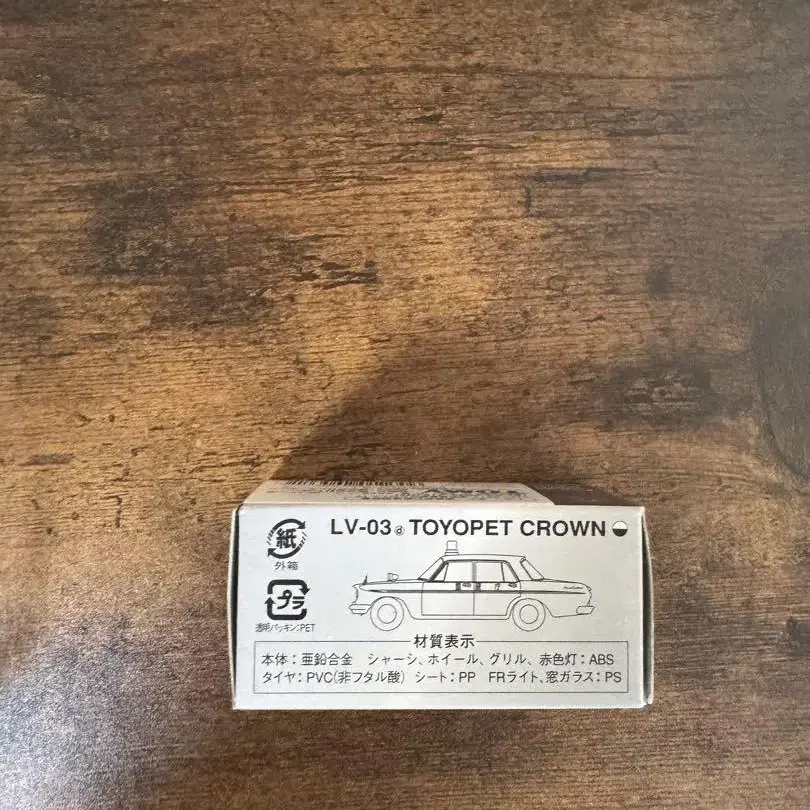 LV-03 d TOYOPET CROWN
紙
外箱
プラ
透明パッキン:PET
材質表示
本体:亜鉛合金 シャーシ、ホイール、グリル、赤色灯:ABS
タイヤ:PVC(非フタル酸) シート:PP FRライト、窓ガラス:PS